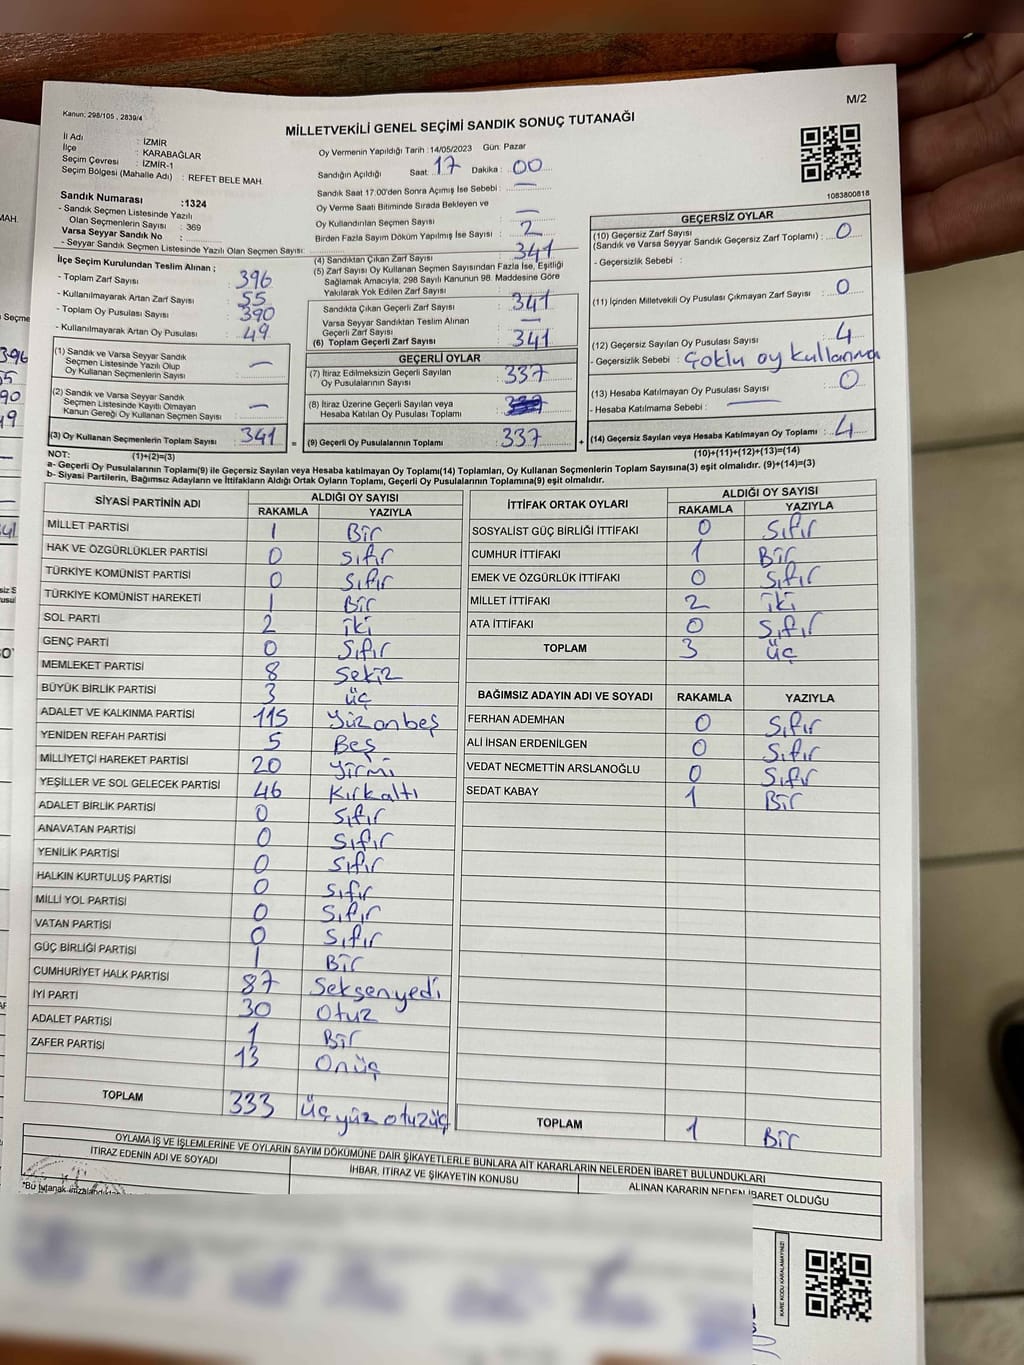 M/2
Kanun: 298/105 , 2839/4
MİLLETVEKİLİ GENEL SEÇİMİ SANDIK SONUÇ TUTANAĞI
İl Adı : İZMİR
İlçe : KARABAĞLAR
Seçim Çevresi : İZMİR-1
Seçim Bölgesi (Mahalle Adı) : REFET BELE MAH.
Sandık Numarası :1324
- Sandık Seçmen Listesinde Yazılı
Olan Seçmenlerin Sayısı : 369
Varsa Seyyar Sandık No :
- Seyyar Sandık Seçmen Listesinde Yazılı Olan Seçmen Sayısı:
İlçe Seçim Kurulundan Teslim Alınan ;
- Toplam Zarf Sayısı : 396
- Kullanılmayarak Artan Zarf Sayısı : 55
- Toplam Oy Pusulası Sayısı : 390
- Kullanılmayarak Artan Oy Pusulası : 49
(1) Sandık ve Varsa Seyyar Sandık
Seçmen Listesinde Yazılı Olup
Oy Kullanan Seçmenlerin Sayısı : —
(2) Sandık ve Varsa Seyyar Sandık
Seçmen Listesinde Kayıtlı Olmayan
Kanun Gereği Oy Kullanan Seçmen Sayısı : —
(3) Oy Kullanan Seçmenlerin Toplam Sayısı : 341 =
(1)+(2)=(3)
Oy Vermenin Yapıldığı Tarih :14/05/2023 Gün: Pazar
Sandığın Açıldığı Saat: 17 Dakika : 00
Sandık Saat 17:00'den Sonra Açımış İse Sebebi : —
Oy Verme Saati Bitiminde Sırada Bekleyen ve
Oy Kullandırılan Seçmen Sayısı : —
Birden Fazla Sayım Döküm Yapılmış İse Sayısı : 2
(4) Sandıktan Çıkan Zarf Sayısı : 341
(5) Zarf Sayısı Oy Kullanan Seçmen Sayısından Fazla İse, Eşitliği
Sağlamak Amacıyla, 298 Sayılı Kanunun 98. Maddesine Göre
Yakılarak Yok Edilen Zarf Sayısı :
Sandıkta Çıkan Geçerli Zarf Sayısı : 341
Varsa Seyyar Sandıktan Teslim Alınan
Geçerli Zarf Sayısı : —
(6) Toplam Geçerli Zarf Sayısı : 341
GEÇERLİ OYLAR
(7) İtiraz Edilmeksizin Geçerli Sayılan
Oy Pusulalarının Sayısı : 337
(8) İtiraz Üzerine Geçerli Sayılan veya
Hesaba Katılan Oy Pusulası Toplamı :
(9) Geçerli Oy Pusulalarının Toplamı : 337 +
1083800818
GEÇERSİZ OYLAR
(10) Geçersiz Zarf Sayısı
(Sandık ve Varsa Seyyar Sandık Geçersiz Zarf Toplamı) : 0
- Geçersizlik Sebebi :
(11) İçinden Milletvekili Oy Pusulası Çıkmayan Zarf Sayısı : 0
(12) Geçersiz Sayılan Oy Pusulası Sayısı : 4
- Geçersizlik Sebebi : Çoklu oy kullanma
(13) Hesaba Katılmayan Oy Pusulası Sayısı : 0
- Hesaba Katılmama Sebebi : —
(14) Geçersiz Sayılan veya Hesaba Katılmayan Oy Toplamı : 4
(10)+(11)+(12)+(13)=(14)
NOT:
a- Geçerli Oy Pusulalarının Toplamı(9) ile Geçersiz Sayılan veya Hesaba katılmayan Oy Toplamı(14) Toplamları, Oy Kullanan Seçmenlerin Toplam Sayısına(3) eşit olmalıdır. (9)+(14)=(3)
b- Siyasi Partilerin, Bağımsız Adayların ve İttifakların Aldığı Ortak Oyların Toplamı, Geçerli Oy Pusulalarının Toplamına(9) eşit olmalıdır.
SİYASİ PARTİNİN ADI ALDIĞI OY SAYISI
RAKAMLA YAZIYLA
MİLLET PARTİSİ 1 Bir
HAK VE ÖZGÜRLÜKLER PARTİSİ 0 sıfır
TÜRKİYE KOMÜNİST PARTİSİ 0 Sıfır
TÜRKİYE KOMÜNİST HAREKETİ 1 Bir
SOL PARTİ 2 iki
GENÇ PARTİ 0 Sıfır
MEMLEKET PARTİSİ 8 Sekiz
BÜYÜK BİRLİK PARTİSİ 3 üç
ADALET VE KALKINMA PARTİSİ 115 Yüzonbeş
YENİDEN REFAH PARTİSİ 5 Beş
MİLLİYETÇİ HAREKET PARTİSİ 20 Yirmi
YEŞİLLER VE SOL GELECEK PARTİSİ 46 Kırkaltı
ADALET BİRLİK PARTİSİ 0 Sıfır
ANAVATAN PARTİSİ 0 Sıfır
YENİLİK PARTİSİ 0 Sıfır
HALKIN KURTULUŞ PARTİSİ 0 Sıfır
MİLLİ YOL PARTİSİ 0 Sıfır
VATAN PARTİSİ 0 Sıfır
GÜÇ BİRLİĞİ PARTİSİ 1 Bir
CUMHURİYET HALK PARTİSİ 87 Seksenyedi
İYİ PARTİ 30 Otuz
ADALET PARTİSİ 1 Bir
ZAFER PARTİSİ 13 Onüç
TOPLAM 333 üçyüz otuzüç
İTTİFAK ORTAK OYLARI ALDIĞI OY SAYISI
RAKAMLA YAZIYLA
SOSYALİST GÜÇ BİRLİĞİ İTTİFAKI 0 Sıfır
CUMHUR İTTİFAKI 1 Bir
EMEK VE ÖZGÜRLÜK İTTİFAKI 0 Sıfır
MİLLET İTTİFAKI 2 iki
ATA İTTİFAKI 0 Sıfır
TOPLAM 3 üç
BAĞIMSIZ ADAYIN ADI VE SOYADI RAKAMLA YAZIYLA
FERHAN ADEMHAN 0 Sıfır
ALİ İHSAN ERDENİLGEN 0 Sıfır
VEDAT NECMETTİN ARSLANOĞLU 0 Sıfır
SEDAT KABAY 1 Bir
TOPLAM 1 Bir
OYLAMA İŞ VE İŞLEMLERİNE VE OYLARIN SAYIM DÖKÜMÜNE DAİR ŞİKAYETLERLE BUNLARA AİT KARARLARIN NELERDEN İBARET BULUNDUKLARI
İTİRAZ EDENİN ADI VE SOYADI
İHBAR, İTİRAZ VE ŞİKAYETİN KONUSU
ALINAN KARARIN NEDEN İBARET OLDUĞU
KARE KODU KARALAMAYINIZ!